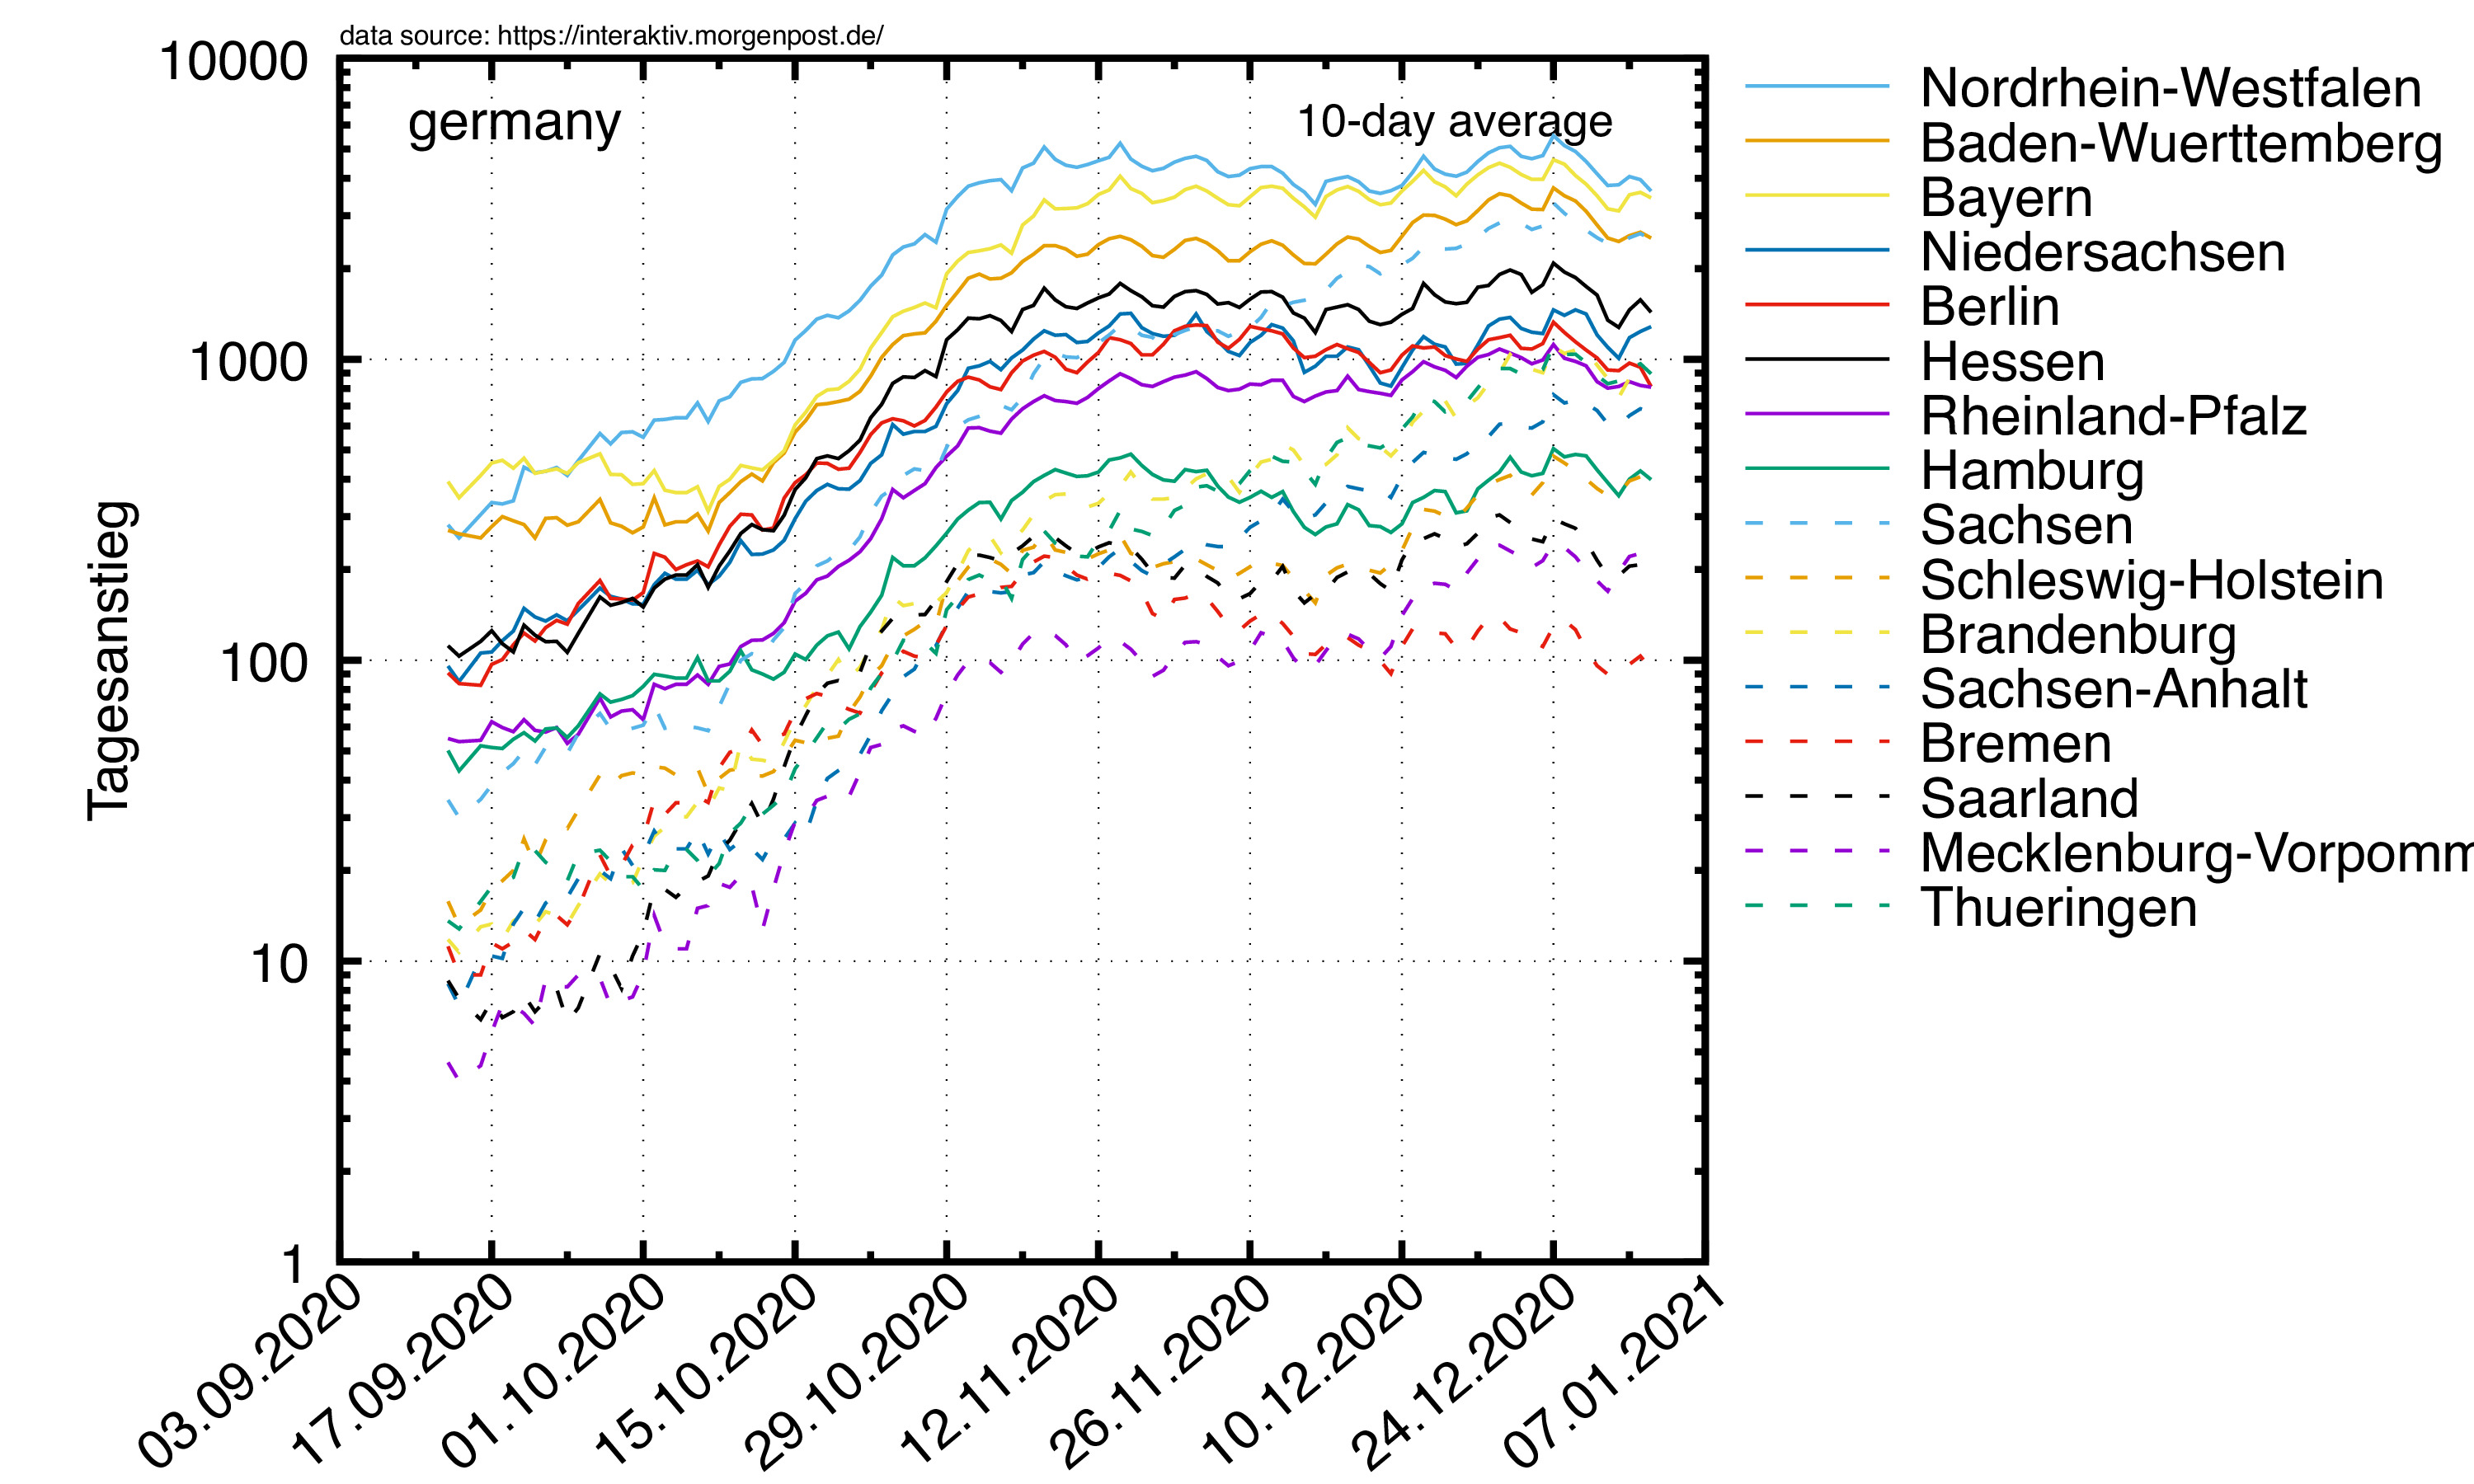 data source: https://interaktiv.morgenpost.de/
10000
1000
100
10
1
Tagesanstieg
germany
10-day average
03.09.2020
17.09.2020
01.10.2020
15.10.2020
29.10.2020
12.11.2020
26.11.2020
10.12.2020
24.12.2020
07.01.2021
Nordrhein-Westfalen
Baden-Wuerttemberg
Bayern
Niedersachsen
Berlin
Hessen
Rheinland-Pfalz
Hamburg
Sachsen
Schleswig-Holstein
Brandenburg
Sachsen-Anhalt
Bremen
Saarland
Mecklenburg-Vorpomm
Thueringen